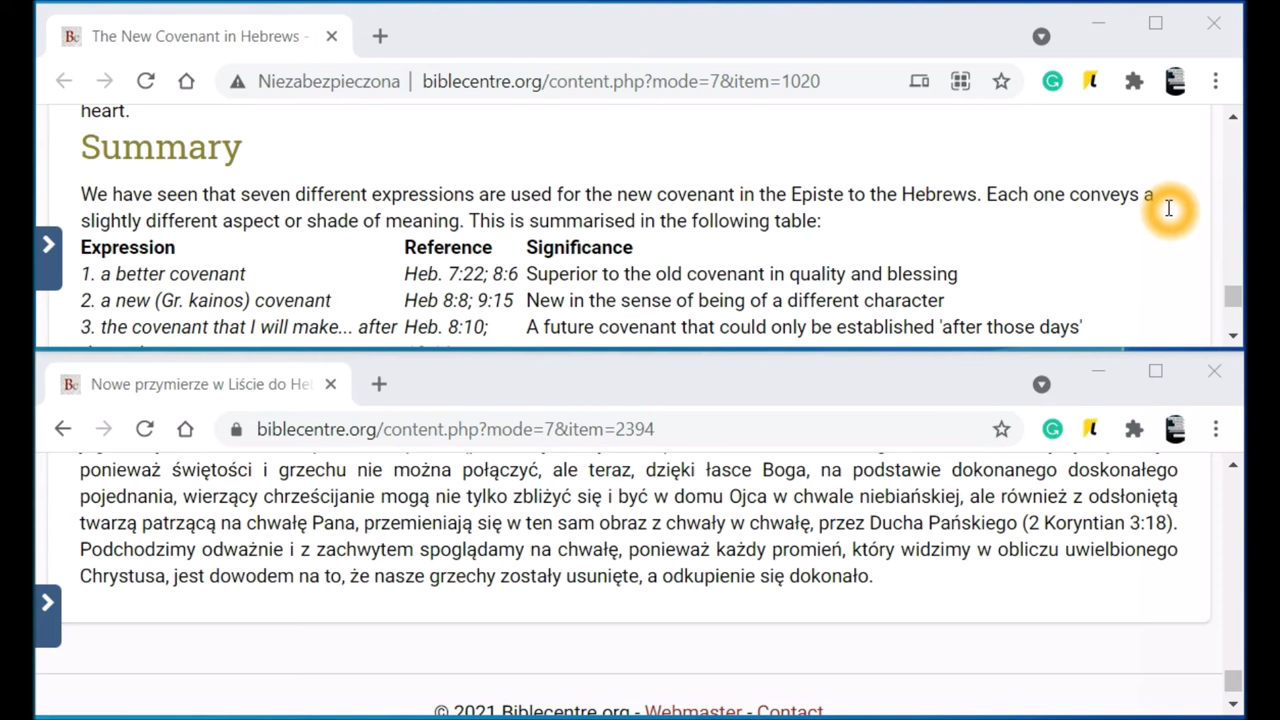 The New Covenant in Hebrews -
Niezabezpieczona | biblecentre.org/content.php?mode=7&item=1020
heart.
Summary
We have seen that seven different expressions are used for the new covenant in the Episte to the Hebrews. Each one conveys a
slightly different aspect or shade of meaning. This is summarised in the following table:
Expression Reference Significance
1. a better covenant Heb. 7:22; 8:6 Superior to the old covenant in quality and blessing
2. a new (Gr. kainos) covenant Heb 8:8; 9:15 New in the sense of being of a different character
3. the covenant that I will make... after Heb. 8:10; A future covenant that could only be established 'after those days'
Nowe przymierze w Liście do He
biblecentre.org/content.php?mode=7&item=2394
ponieważ świętości i grzechu nie można połączyć, ale teraz, dzięki łasce Boga, na podstawie dokonanego doskonałego
pojednania, wierzący chrześcijanie mogą nie tylko zbliżyć się i być w domu Ojca w chwale niebiańskiej, ale również z odsłoniętą
twarzą patrzącą na chwałę Pana, przemieniają się w ten sam obraz z chwały w chwałę, przez Ducha Pańskiego (2 Koryntian 3:18).
Podchodzimy odważnie i z zachwytem spoglądamy na chwałę, ponieważ każdy promień, który widzimy w obliczu uwielbionego
Chrystusa, jest dowodem na to, że nasze grzechy zostały usunięte, a odkupienie się dokonało.
© 2021 Biblecentre.org - Webmaster - Contact